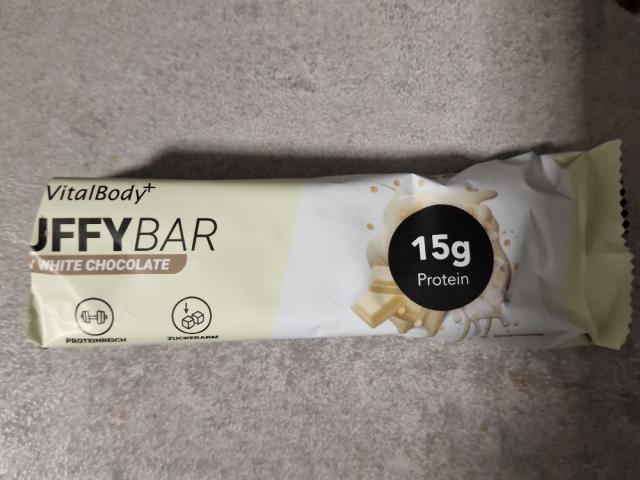 VitalBody+
UFFYBAR
WHITE CHOCOLATE
15g
Protein
PROTEINREICH
ZUCKERARM